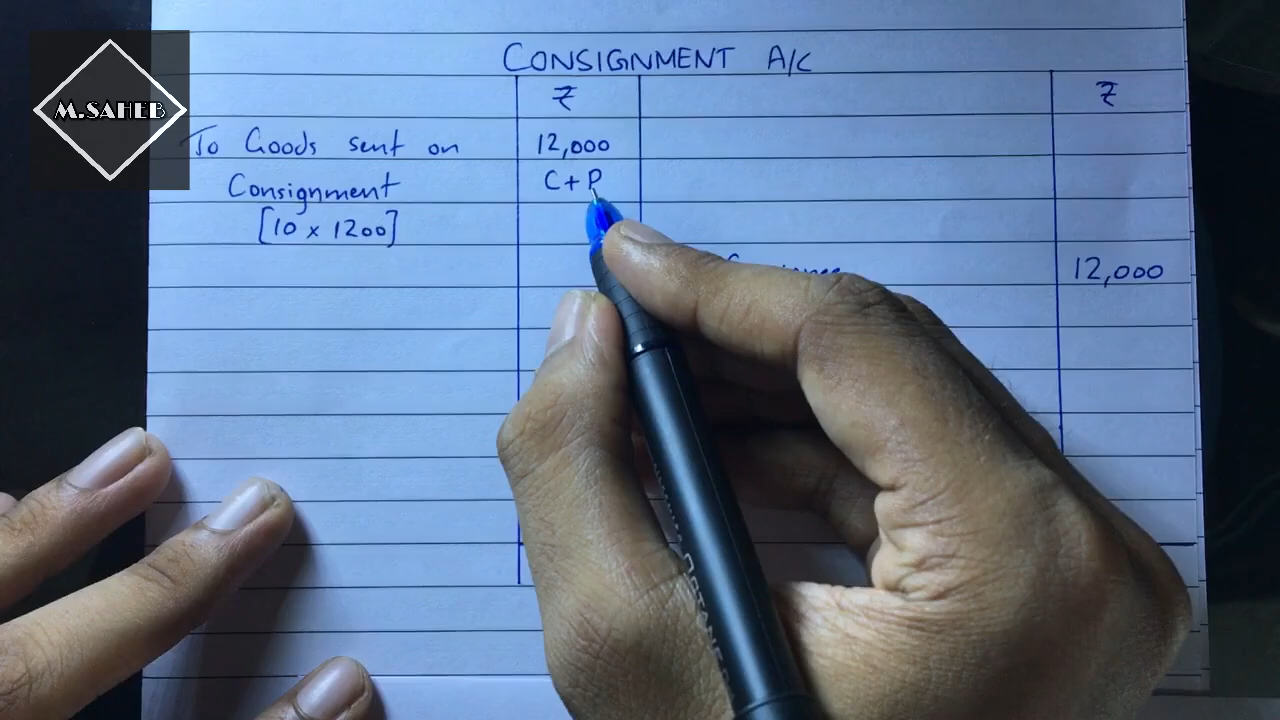 M.SAHEB
CONSIGNMENT A/C
₹ ₹
To Goods sent on 12,000
Consignment C+P
[10 x 1200]
12,000